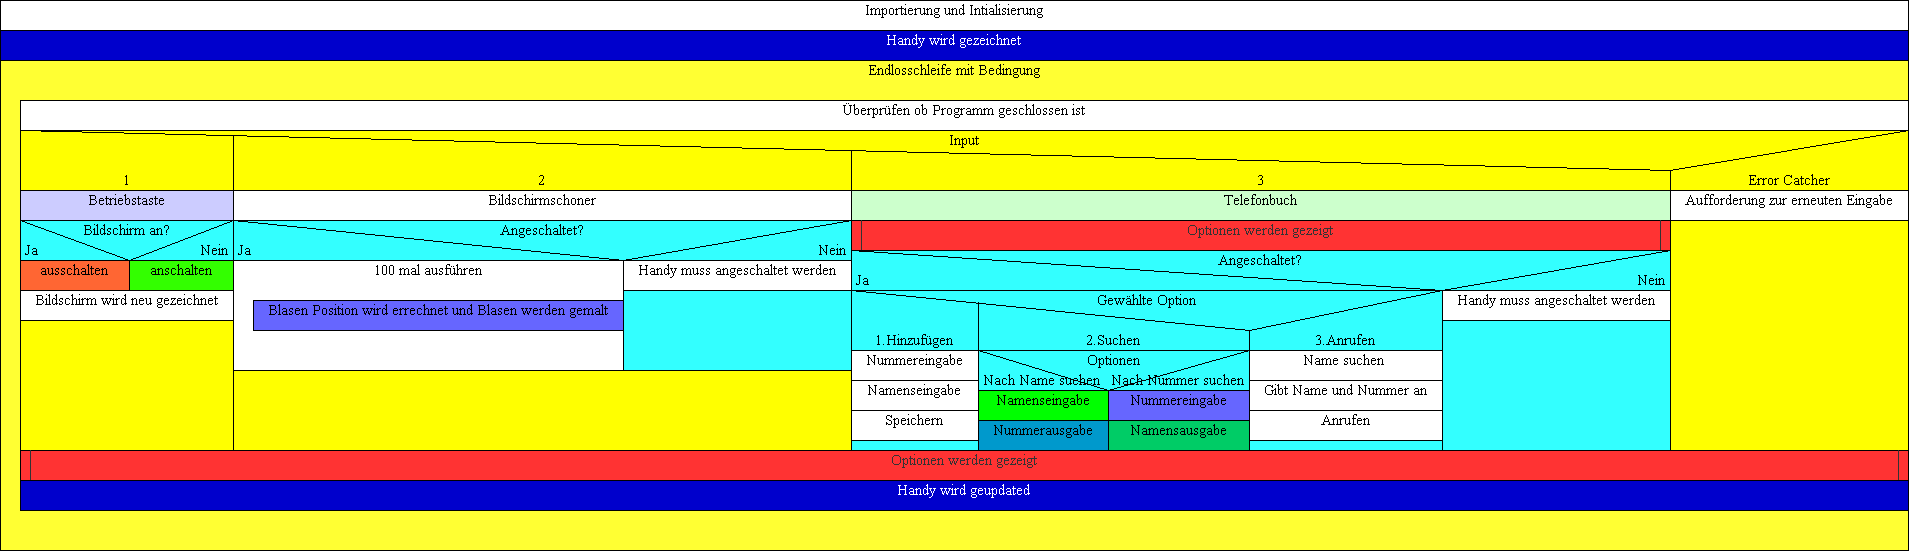 Importierung und Intialisierung
Handy wird gezeichnet
Endlosschleife mit Bedingung
Überprüfen ob Programm geschlossen ist
Input
1
2
3
Error Catcher
Betriebstaste
Bildschirmschoner
Telefonbuch
Aufforderung zur erneuten Eingabe
Bildschirm an?
Ja
Nein
Angeschaltet?
Ja
Nein
Optionen werden gezeigt
ausschalten
anschalten
100 mal ausführen
Handy muss angeschaltet werden
Angeschaltet?
Ja
Nein
Bildschirm wird neu gezeichnet
Blasen Position wird errechnet und Blasen werden gemalt
Gewählte Option
Handy muss angeschaltet werden
1.Hinzufügen
2.Suchen
3.Anrufen
Nummereingabe
Optionen
Name suchen
Nach Name suchen
Nach Nummer suchen
Namenseingabe
Namenseingabe
Nummereingabe
Gibt Name und Nummer an
Speichern
Nummerausgabe
Namensausgabe
Anrufen
Optionen werden gezeigt
Handy wird geupdated